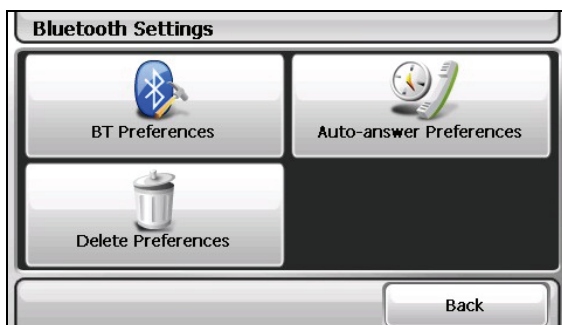 Bluetooth Settings
BT Preferences
Auto-answer Preferences
Delete Preferences
Back